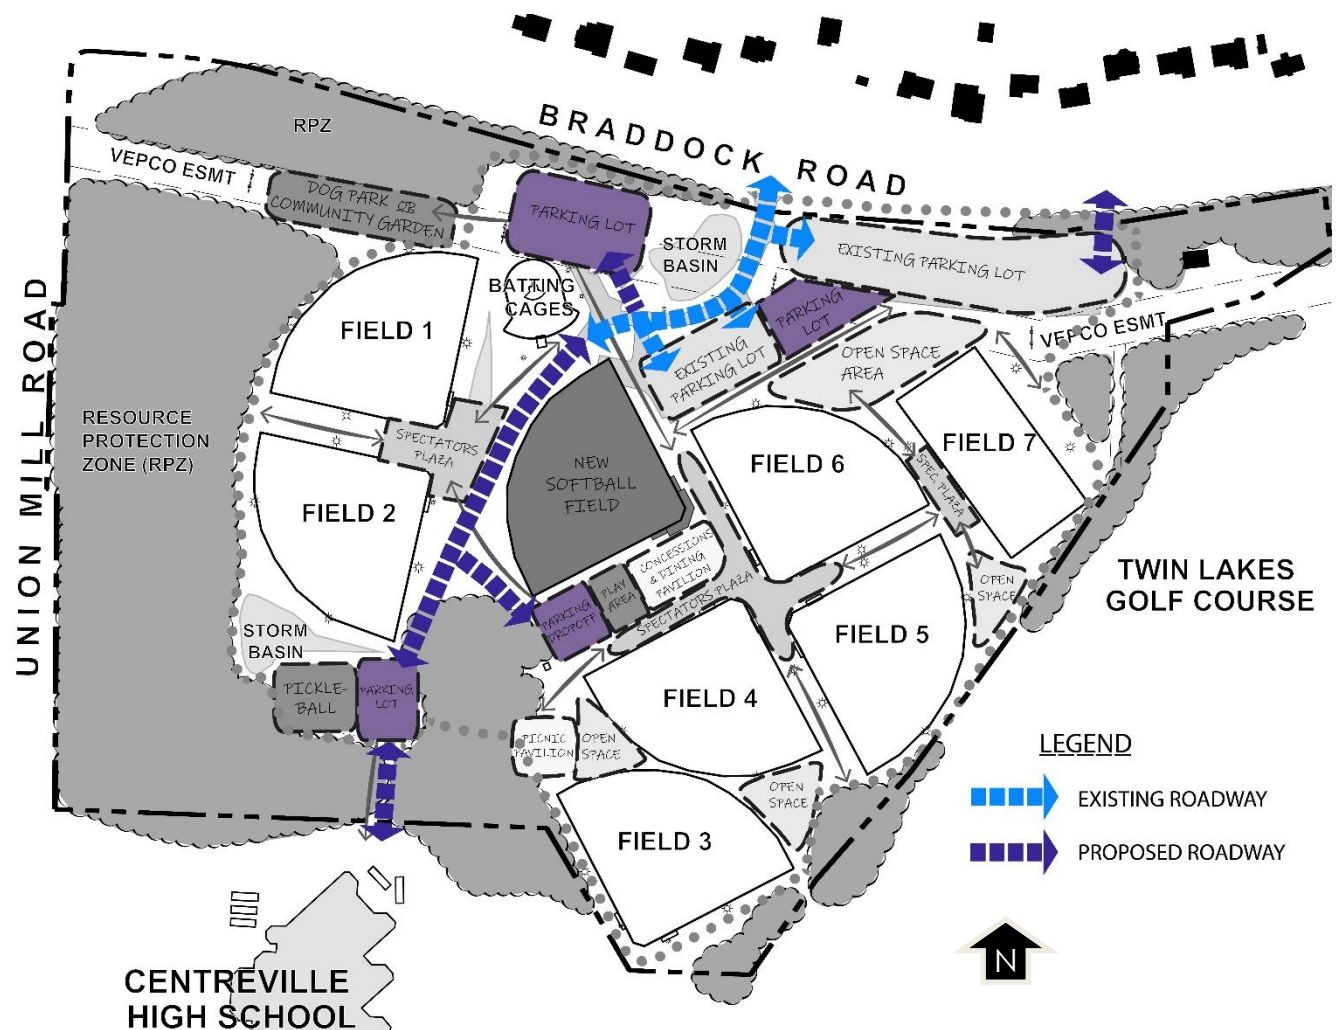 BRADDOCK ROAD
RPZ
VEPCO ESMT
DOG PARK OR
COMMUNITY GARDEN
PARKING LOT
STORM
BASIN
EXISTING PARKING LOT
BATTING
CAGES
PARKING
LOT
VEPCO ESMT
FIELD 1
EXISTING
PARKING LOT
OPEN SPACE
AREA
UNION MILL ROAD
RESOURCE
PROTECTION
ZONE (RPZ)
SPECTATORS
PLAZA
NEW
SOFTBALL
FIELD
FIELD 6
FIELD 7
SPEC. PLAZA
FIELD 2
CONCESSIONS
& DINING
PAVILION
PLAY
AREA
PARKING
DROPOFF
SPECTATORS PLAZA
OPEN
SPACE
TWIN LAKES
GOLF COURSE
STORM
BASIN
FIELD 5
PICKLE-
BALL
PARKING
LOT
FIELD 4
PICNIC
PAVILION
OPEN
SPACE
OPEN
SPACE
FIELD 3
LEGEND
EXISTING ROADWAY
PROPOSED ROADWAY
N
CENTREVILLE
HIGH SCHOOL